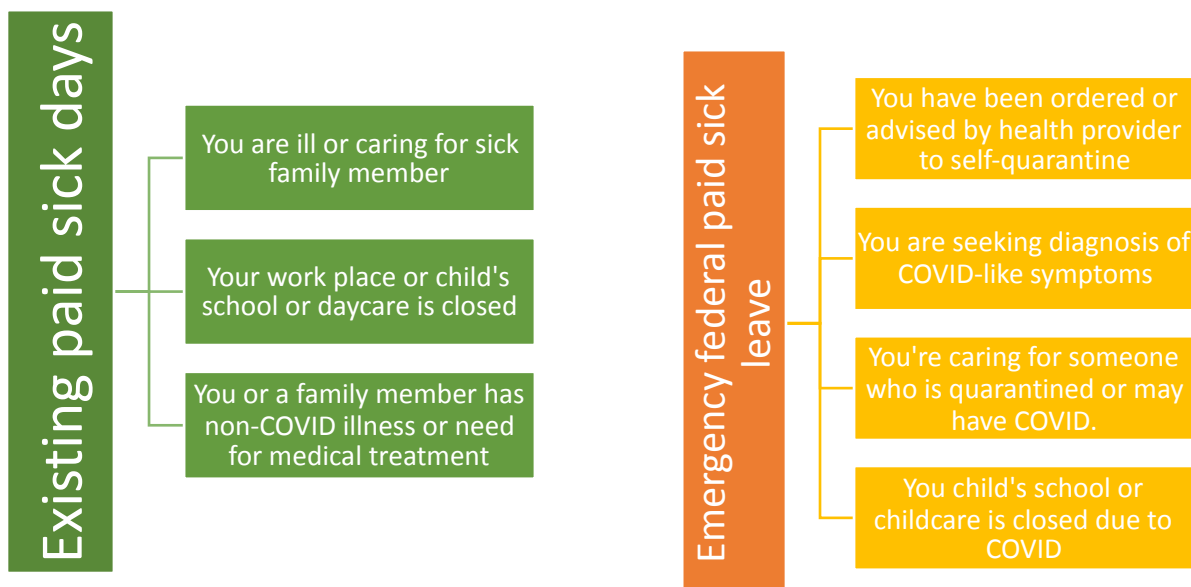 Existing paid sick days
You are ill or caring for sick
family member
Your work place or child's
school or daycare is closed
You or a family member has
non-COVID illness or need
for medical treatment
Emergency federal paid sick
leave
You have been ordered or
advised by health provider
to self-quarantine
You are seeking diagnosis of
COVID-like symptoms
You're caring for someone
who is quarantined or may
have COVID.
You child's school or
childcare is closed due to
COVID